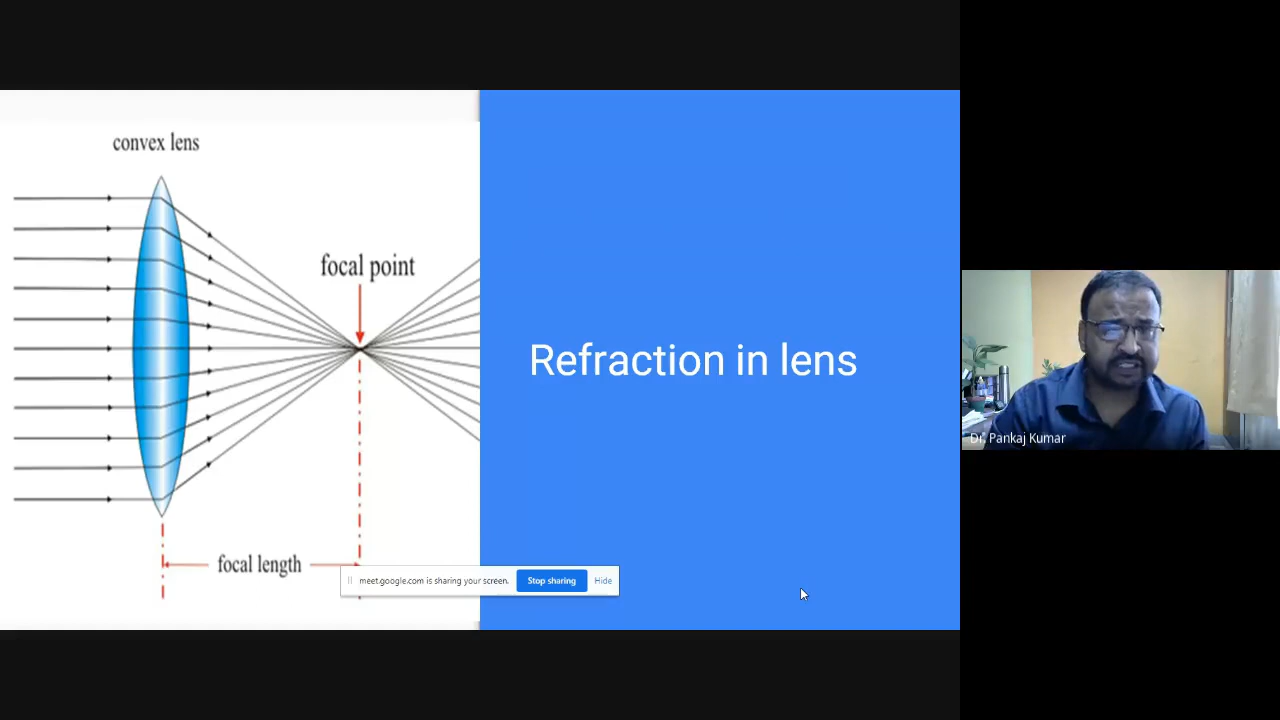 convex lens
focal point
Refraction in lens
Dr. Pankaj Kumar
focal length
meet.google.com is sharing your screen.
Stop sharing
Hide